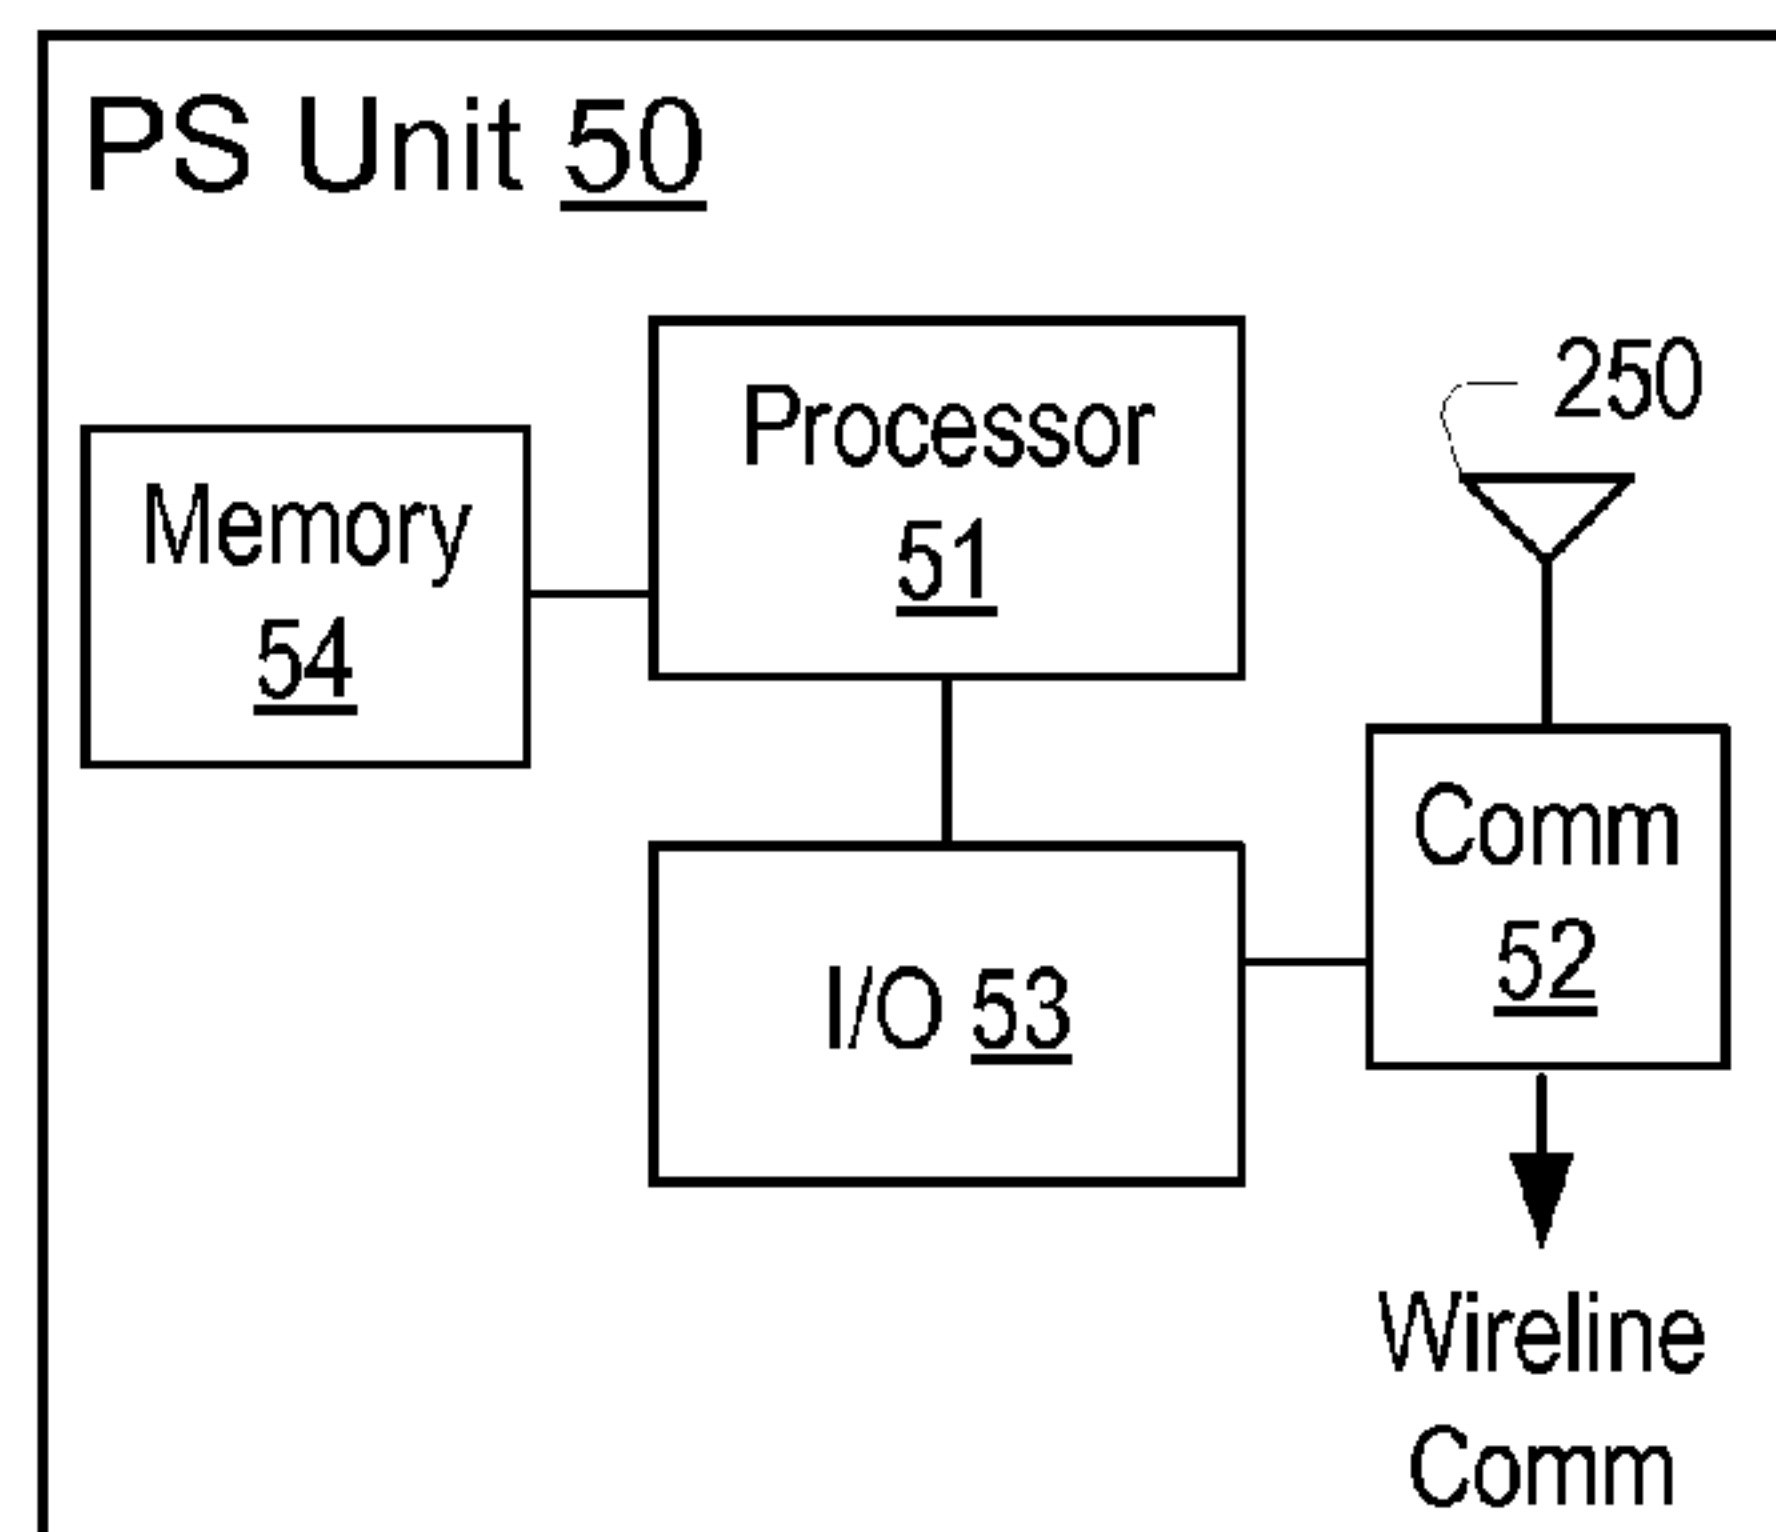 PS Unit 50
Processor
51
250
Memory
54
Comm
52
I/O 53
Wireline
Comm